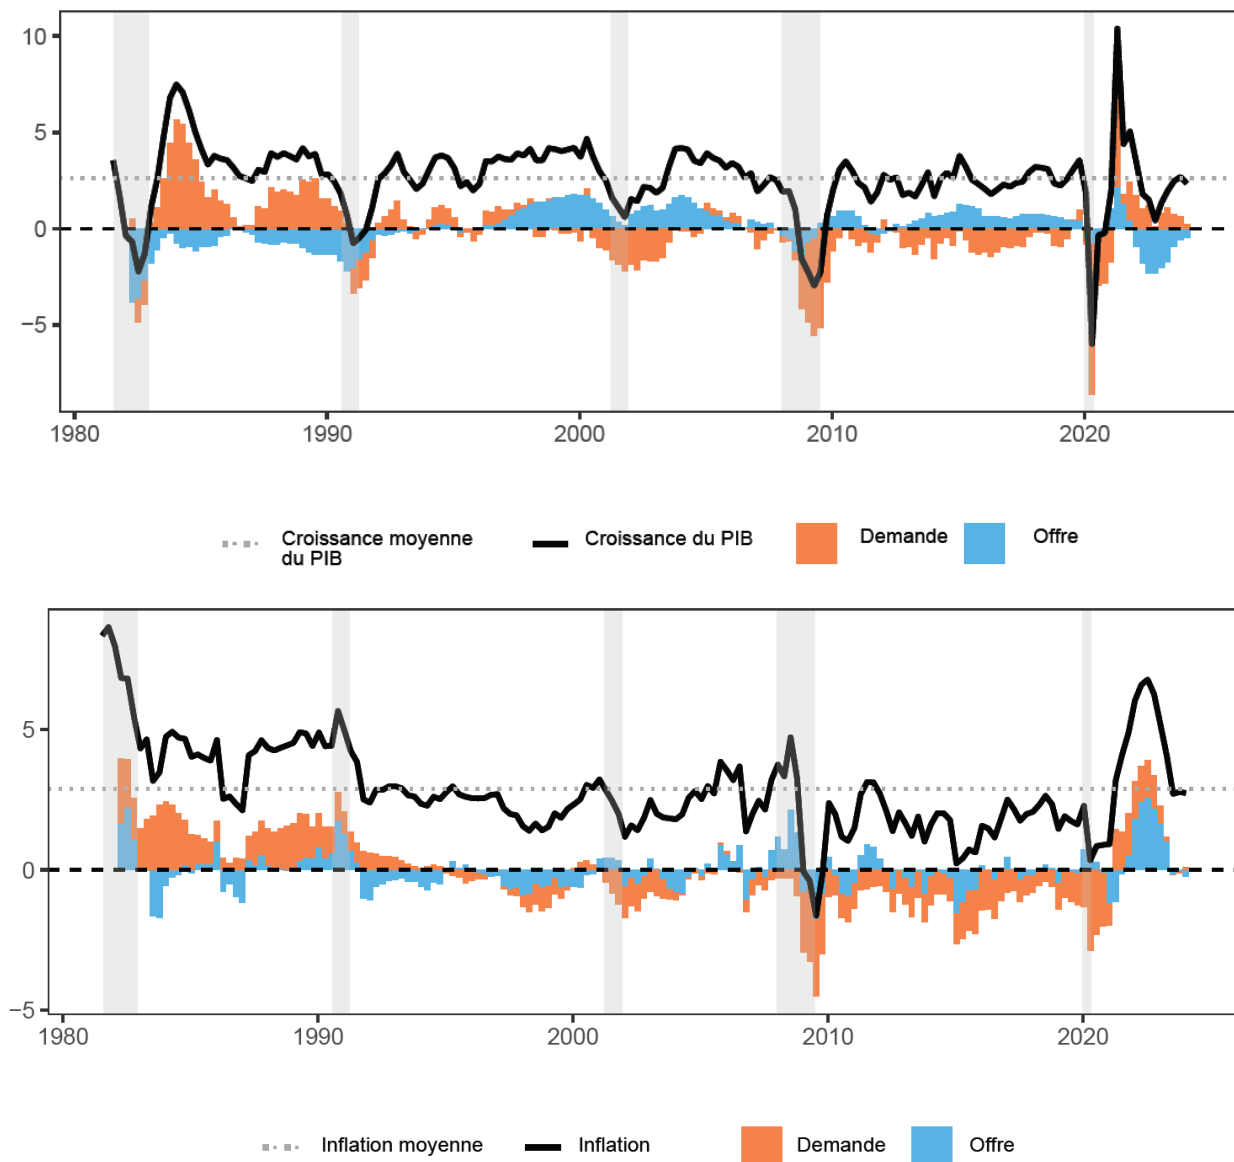 10
5
0
−5
1980 1990 2000 2010 2020
Croissance moyenne du PIB
Croissance du PIB
Demande
Offre
5
0
−5
1980 1990 2000 2010 2020
Inflation moyenne
Inflation
Demande
Offre